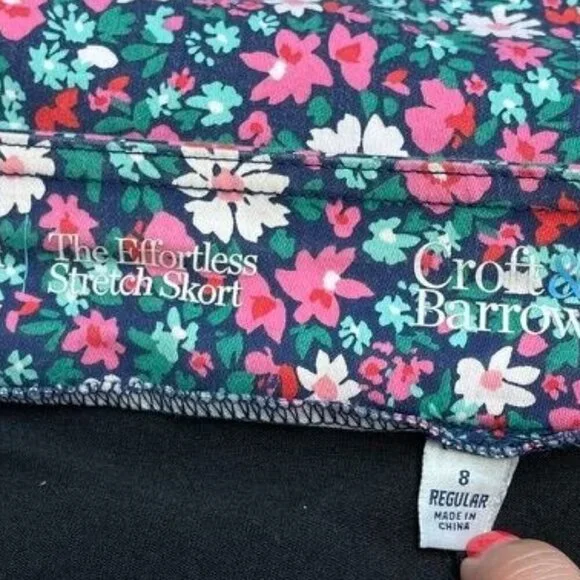 The Effortless
Stretch Skort
Croft &
Barrow
8
REGULAR
MADE IN
CHINA